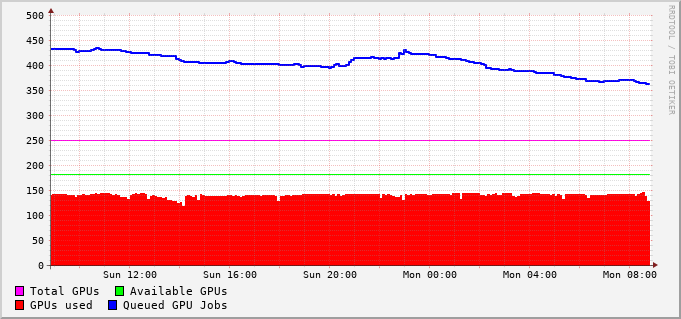 500
450
400
350
300
250
200
150
100
50
0
Sun 12:00 Sun 16:00 Sun 20:00 Mon 00:00 Mon 04:00 Mon 08:00
Total GPUs Available GPUs
GPUs used Queued GPU Jobs
RRDTOOL / TOBI OETIKER